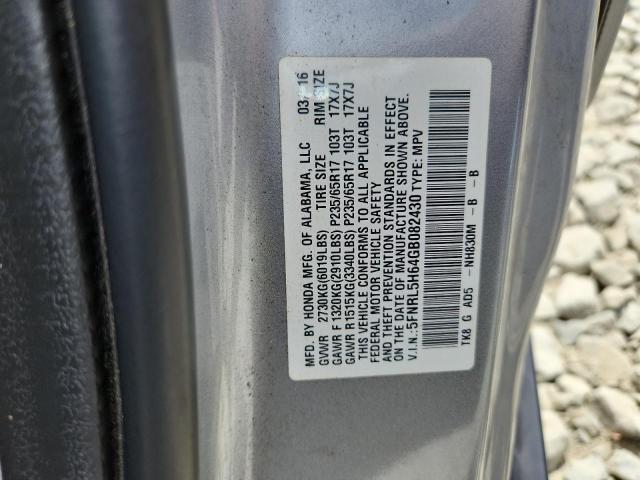 MFD. BY HONDA MFG. OF ALABAMA, LLC 03/16
GVWR 2730KG(6019LBS) TIRE SIZE RIM SIZE
GAWR F 1320KG(2910LBS) P235/65R17 103T 17X7J
GAWR R 1515KG(3340LBS) P235/65R17 103T 17X7J
THIS VEHICLE CONFORMS TO ALL APPLICABLE
FEDERAL MOTOR VEHICLE SAFETY
AND THEFT PREVENTION STANDARDS IN EFFECT
ON THE DATE OF MANUFACTURE SHOWN ABOVE.
V.I.N.:5FNRL5H64GB082430 TYPE: MPV
TK8 G AD5 -NH830M - B - B